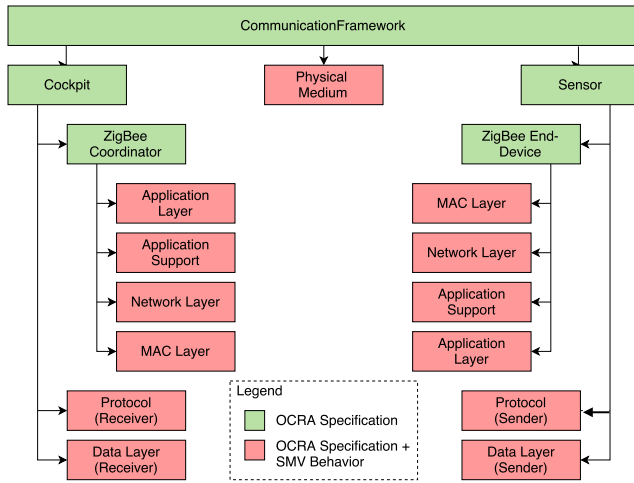 CommunicationFramework
Cockpit
Physical
Medium
Sensor
ZigBee
Coordinator
ZigBee End-
Device
Application
Layer
MAC Layer
Application
Support
Network Layer
Network Layer
Application
Support
MAC Layer
Application
Layer
Legend
OCRA Specification
OCRA Specification +
SMV Behavior
Protocol
(Receiver)
Protocol
(Sender)
Data Layer
(Receiver)
Data Layer
(Sender)